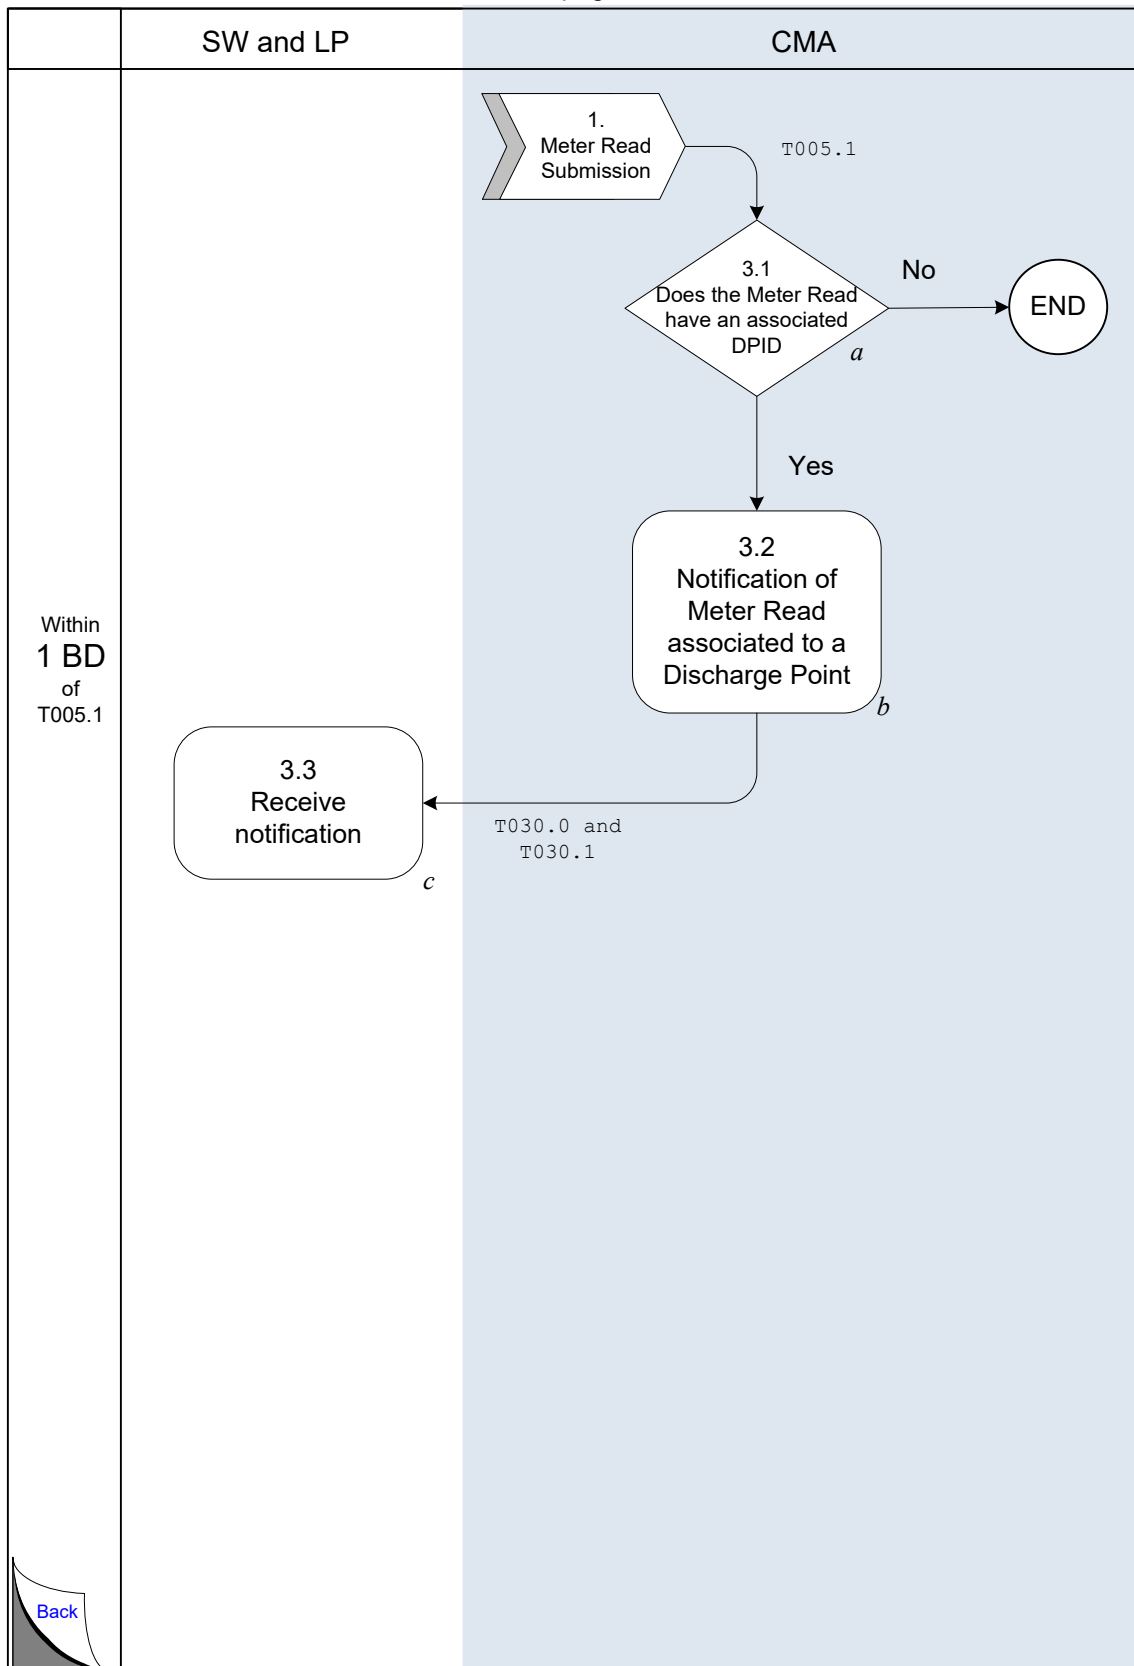 SW and LP
CMA
1.
Meter Read
Submission
T005.1
3.1
Does the Meter Read
have an associated
DPID
a
No
END
Yes
3.2
Notification of
Meter Read
associated to a
Discharge Point
b
Within
1 BD
of
T005.1
3.3
Receive
notification
c
T030.0 and
T030.1
Back